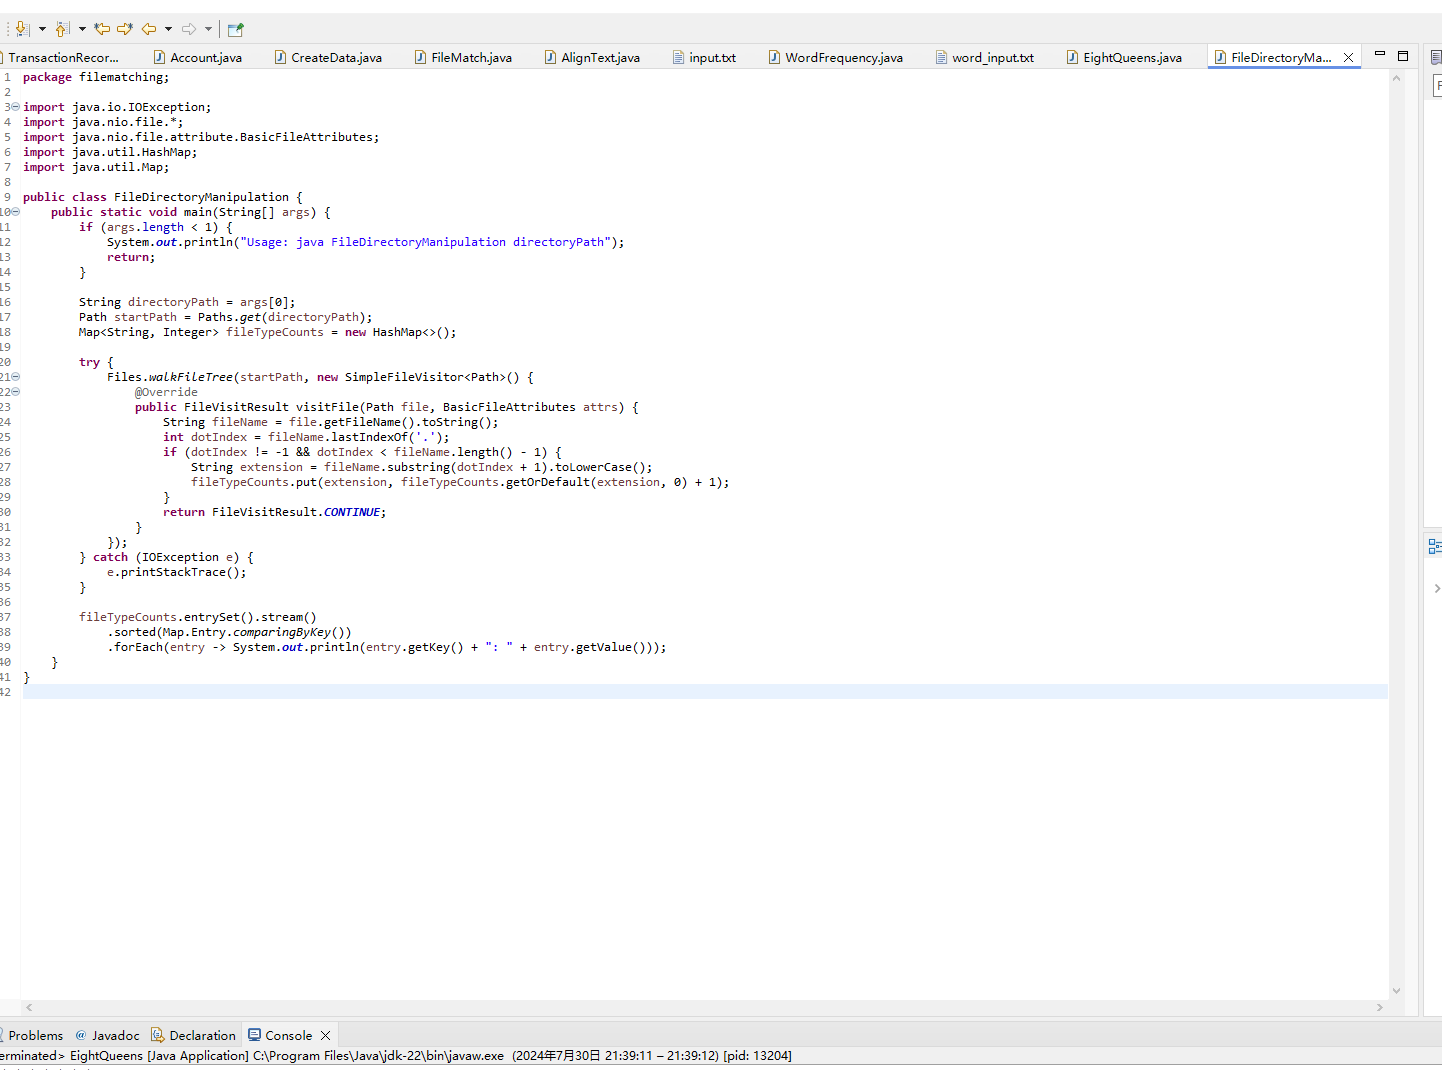 TransactionRecor... Account.java CreateData.java FileMatch.java AlignText.java input.txt WordFrequency.java word_input.txt EightQueens.java FileDirectoryMa...
1 package filematching;
2
3 import java.io.IOException;
4 import java.nio.file.*;
5 import java.nio.file.attribute.BasicFileAttributes;
6 import java.util.HashMap;
7 import java.util.Map;
8
9 public class FileDirectoryManipulation {
10 public static void main(String[] args) {
11 if (args.length < 1) {
12 System.out.println("Usage: java FileDirectoryManipulation directoryPath");
13 return;
14 }
15
16 String directoryPath = args[0];
17 Path startPath = Paths.get(directoryPath);
18 Map<String, Integer> fileTypeCounts = new HashMap<>();
19
20 try {
21 Files.walkFileTree(startPath, new SimpleFileVisitor<Path>() {
22 @Override
23 public FileVisitResult visitFile(Path file, BasicFileAttributes attrs) {
24 String fileName = file.getFileName().toString();
25 int dotIndex = fileName.lastIndexOf('.');
26 if (dotIndex != -1 && dotIndex < fileName.length() - 1) {
27 String extension = fileName.substring(dotIndex + 1).toLowerCase();
28 fileTypeCounts.put(extension, fileTypeCounts.getOrDefault(extension, 0) + 1);
29 }
30 return FileVisitResult.CONTINUE;
31 }
32 });
33 } catch (IOException e) {
34 e.printStackTrace();
35 }
36
37 fileTypeCounts.entrySet().stream()
38 .sorted(Map.Entry.comparingByKey())
39 .forEach(entry -> System.out.println(entry.getKey() + ": " + entry.getValue()));
40 }
41 }
42
Problems @ Javadoc Declaration Console
erminated> EightQueens [Java Application] C:\Program Files\Java\jdk-22\bin\javaw.exe (2024年7月30日 21:39:11 – 21:39:12) [pid: 13204]